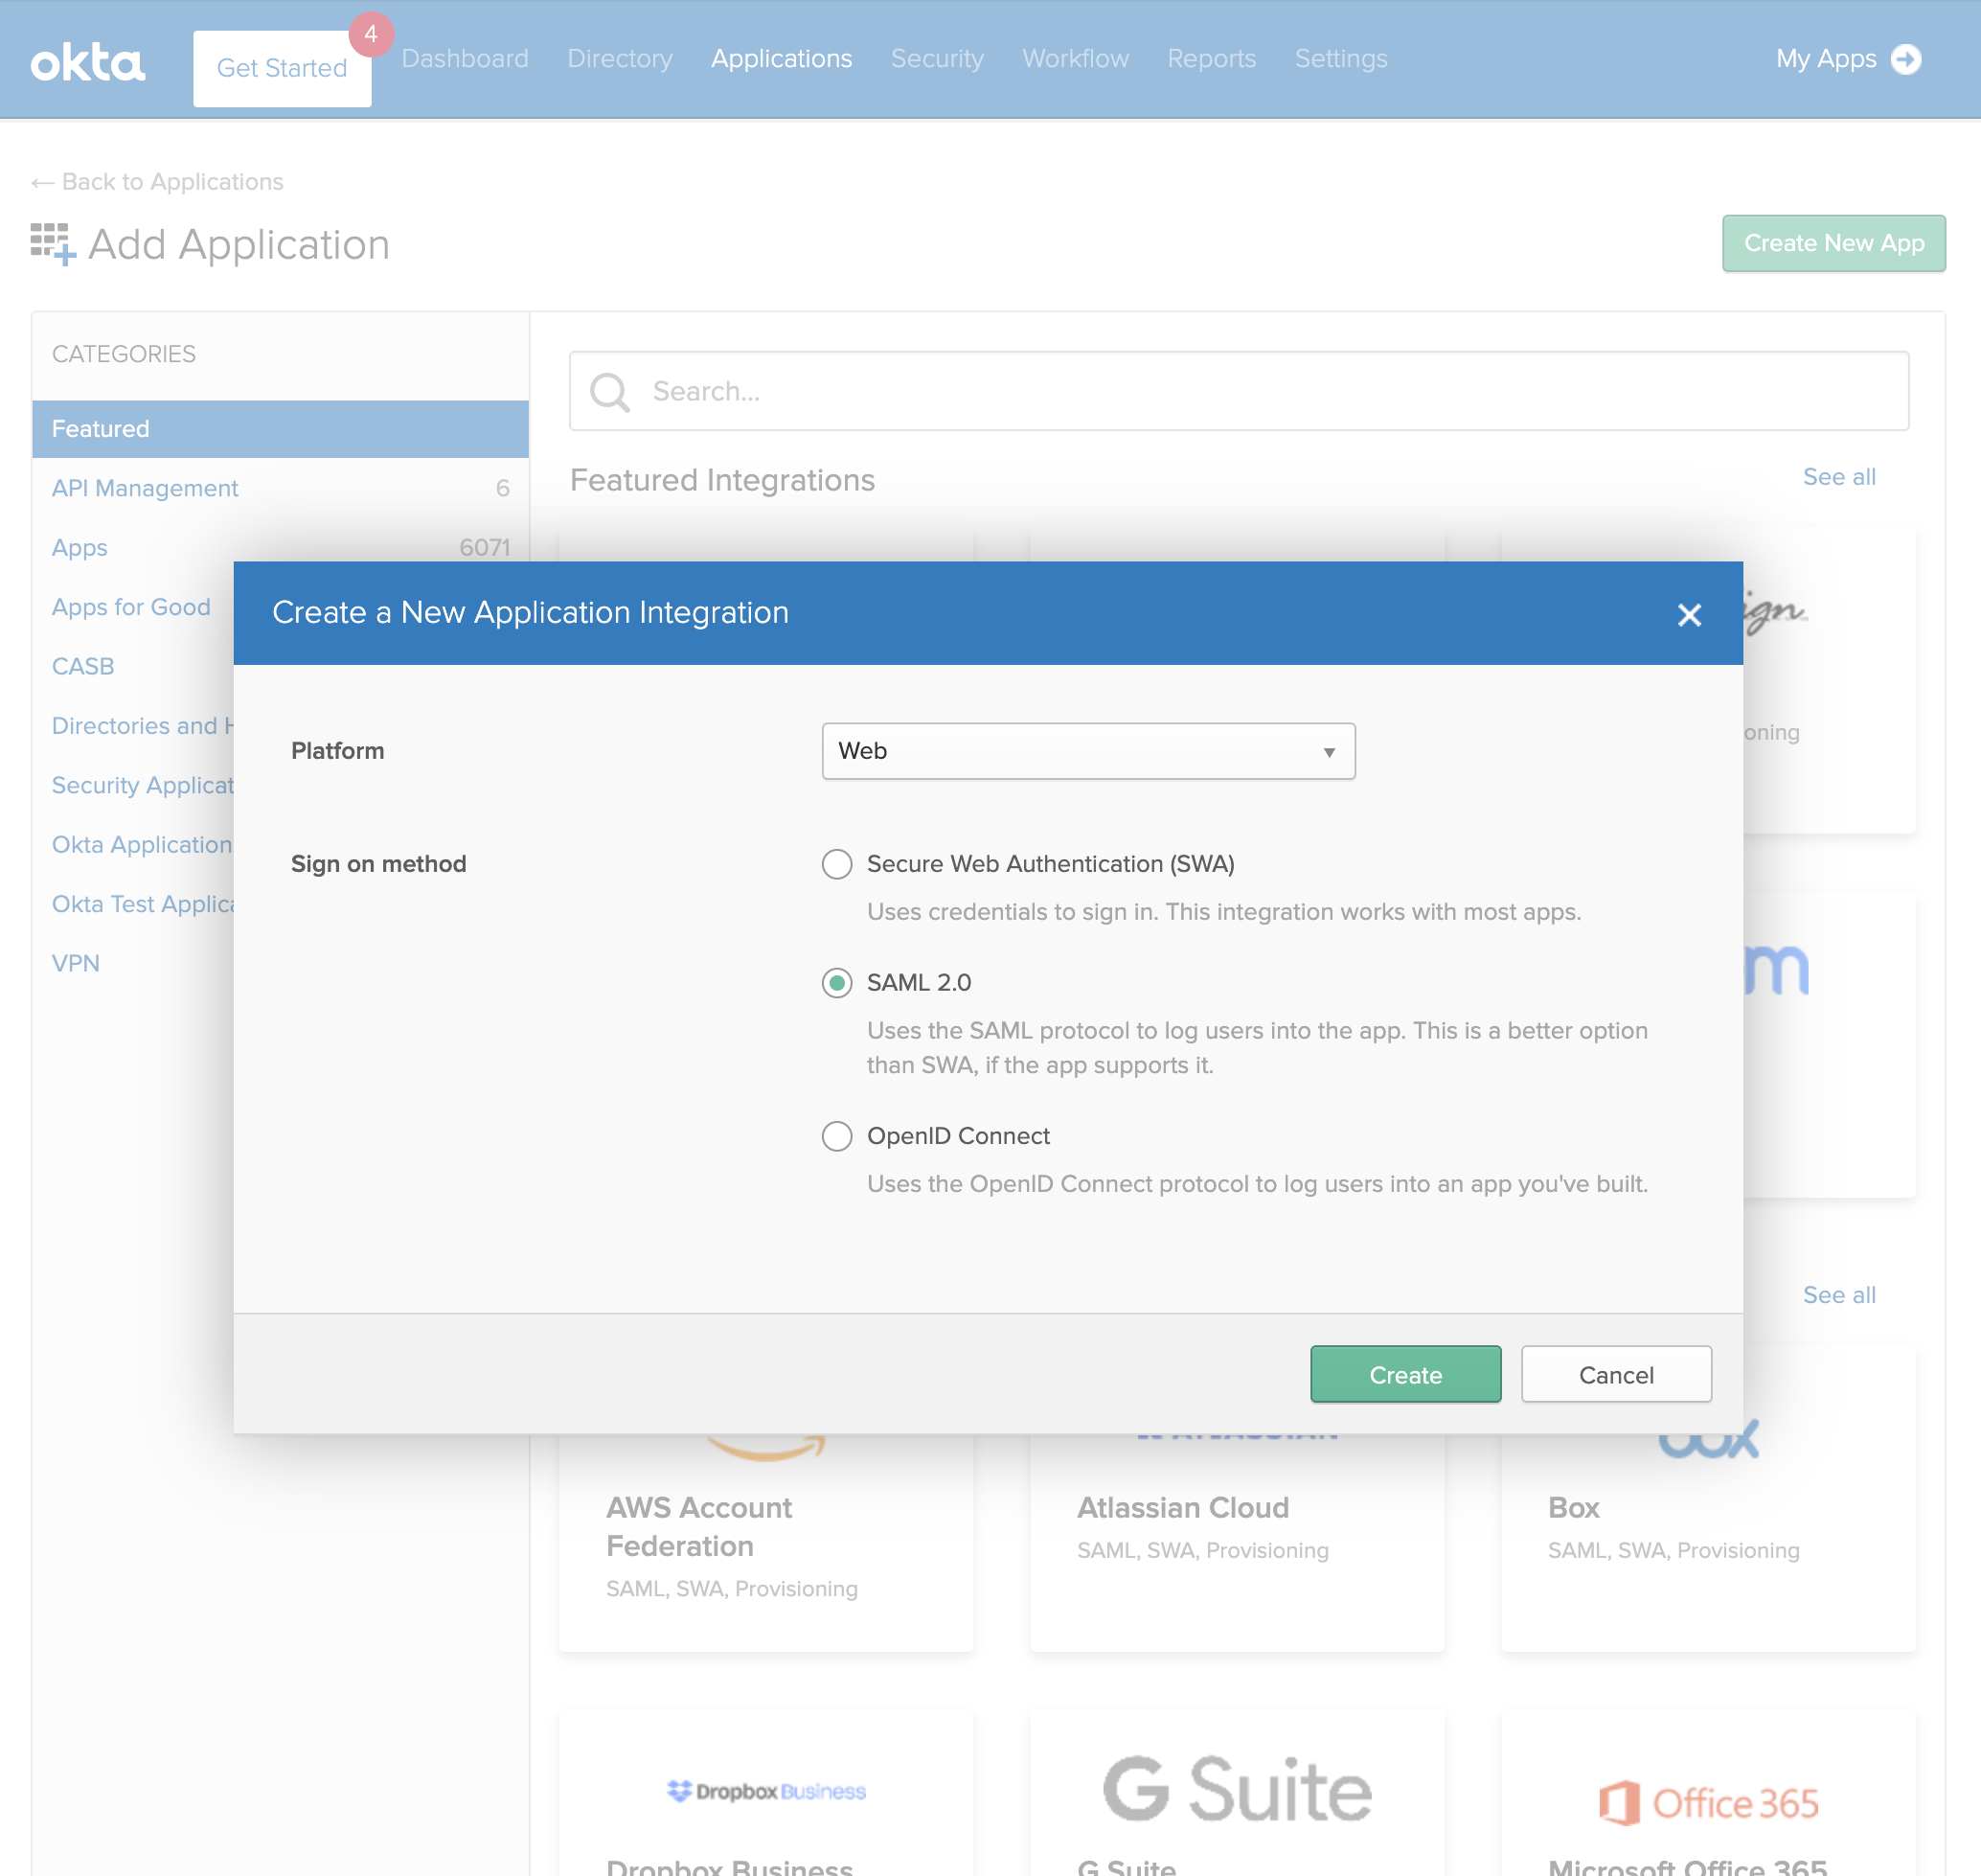 okta
Get Started
4
Dashboard
Directory
Applications
Security
Workflow
Reports
Settings
My Apps
← Back to Applications
Add Application
Create New App
CATEGORIES
Featured
API Management 6
Apps 6071
Apps for Good
CASB
Directories and H
Security Applicat
Okta Application
Okta Test Applica
VPN
Search...
Featured Integrations
See all
Create a New Application Integration
Platform
Web
Sign on method
Secure Web Authentication (SWA)
Uses credentials to sign in. This integration works with most apps.
SAML 2.0
Uses the SAML protocol to log users into the app. This is a better option
than SWA, if the app supports it.
OpenID Connect
Uses the OpenID Connect protocol to log users into an app you've built.
Create
Cancel
ign
oning
m
See all
ATLASSIAN
box
AWS Account
Federation
SAML, SWA, Provisioning
Atlassian Cloud
SAML, SWA, Provisioning
Box
SAML, SWA, Provisioning
Dropbox Business
G Suite
Office 365
Dropbox Business
G Suite
Microsoft Office 365